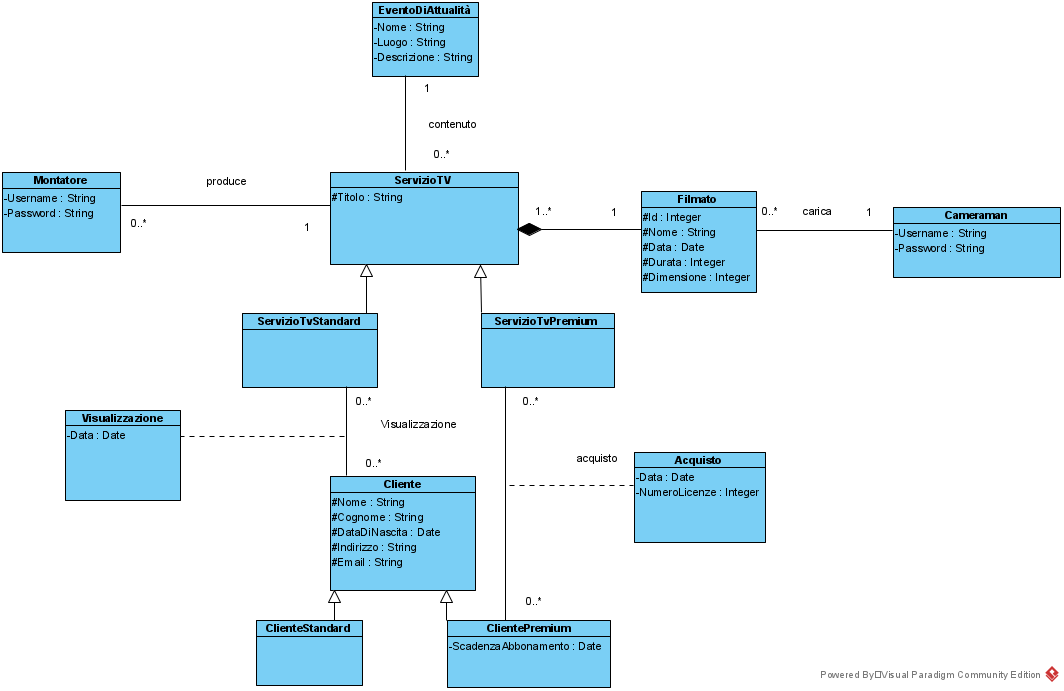 EventoDiAttualità
-Nome : String
-Luogo : String
-Descrizione : String
1
contenuto
0..*
Montatore
-Username : String
-Password : String
produce
0..*
1
ServizioTV
#Titolo : String
1..*
1
Filmato
#Id : Integer
#Nome : String
#Data : Date
#Durata : Integer
#Dimensione : Integer
0..*
carica
1
Cameraman
-Username : String
-Password : String
ServizioTvStandard
ServizioTvPremium
0..*
0..*
Visualizzazione
-Data : Date
Visualizzazione
0..*
acquisto
Acquisto
-Data : Date
-NumeroLicenze : Integer
Cliente
#Nome : String
#Cognome : String
#DataDiNascita : Date
#Indirizzo : String
#Email : String
0..*
ClienteStandard
ClientePremium
-ScadenzaAbbonamento : Date
Powered By Visual Paradigm Community Edition